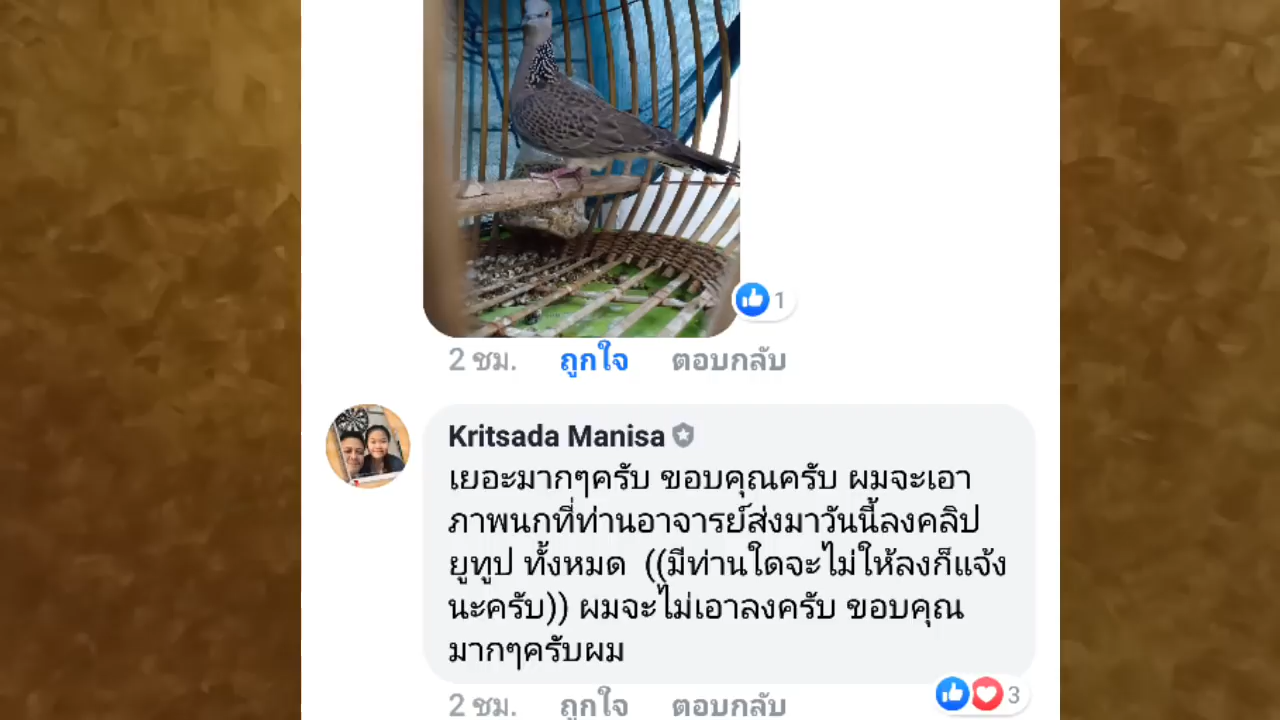 1
2 ชม. ถูกใจ ตอบกลับ
Kritsada Manisa
เยอะมากๆครับ ขอบคุณครับ ผมจะเอา
ภาพนกที่ท่านอาจารย์ส่งมาวันนี้ลงคลิป
ยูทูป ทั้งหมด ((มีท่านใดจะไม่ให้ลงก็แจ้ง
นะครับ)) ผมจะไม่เอาลงครับ ขอบคุณ
มากๆครับผม
2 ชม. ถูกใจ ตอบกลับ 3